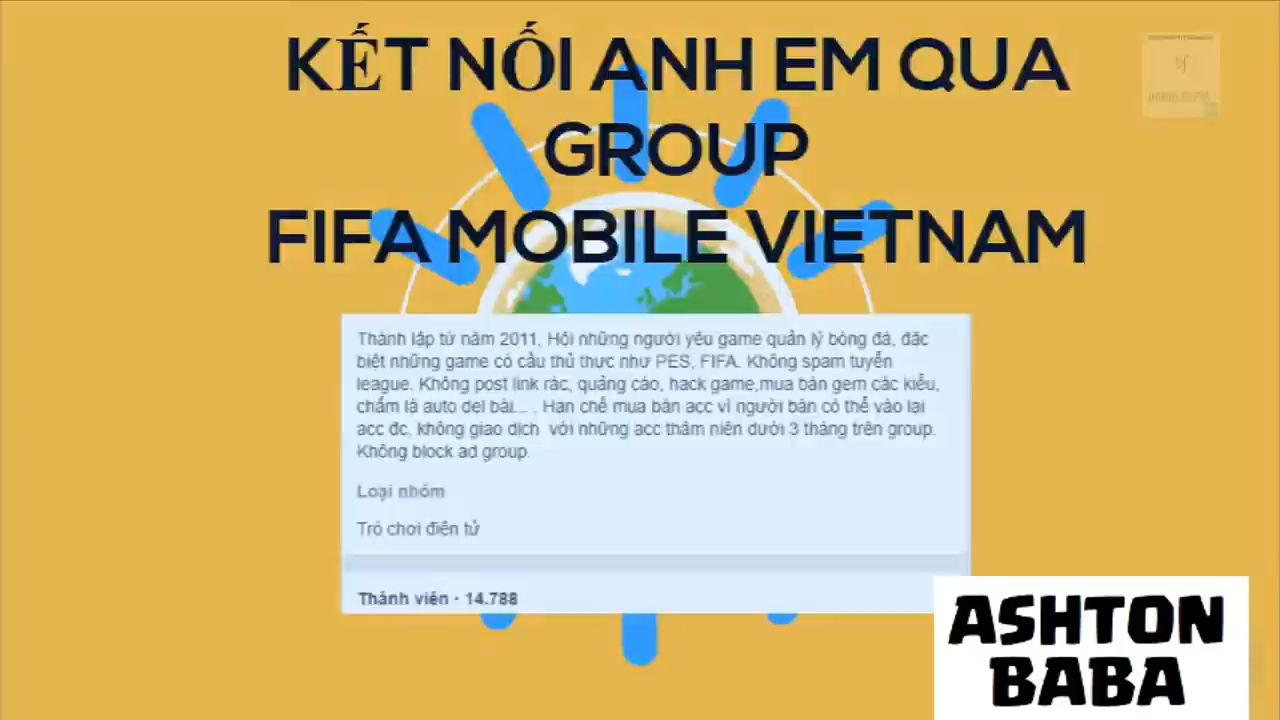 KẾT NỐI ANH EM QUA
GROUP
FIFA MOBILE VIETNAM
Thành lập từ năm 2011, Hội những người yêu game quản lý bóng đá, đặc
biệt những game có cầu thủ thực như PES, FIFA. Không spam tuyển
league. Không post link rác, quảng cáo, hack game,mua bán gem các kiểu,
chấm là auto del bài... . Hạn chế mua bán acc vì người bán có thể vào lại
acc đc, không giao dịch với những acc thâm niên dưới 3 tháng trên group.
Không block ad group.
Loại nhóm
Trò chơi điện tử
Thành viên · 14.788
ASHTON
BABA